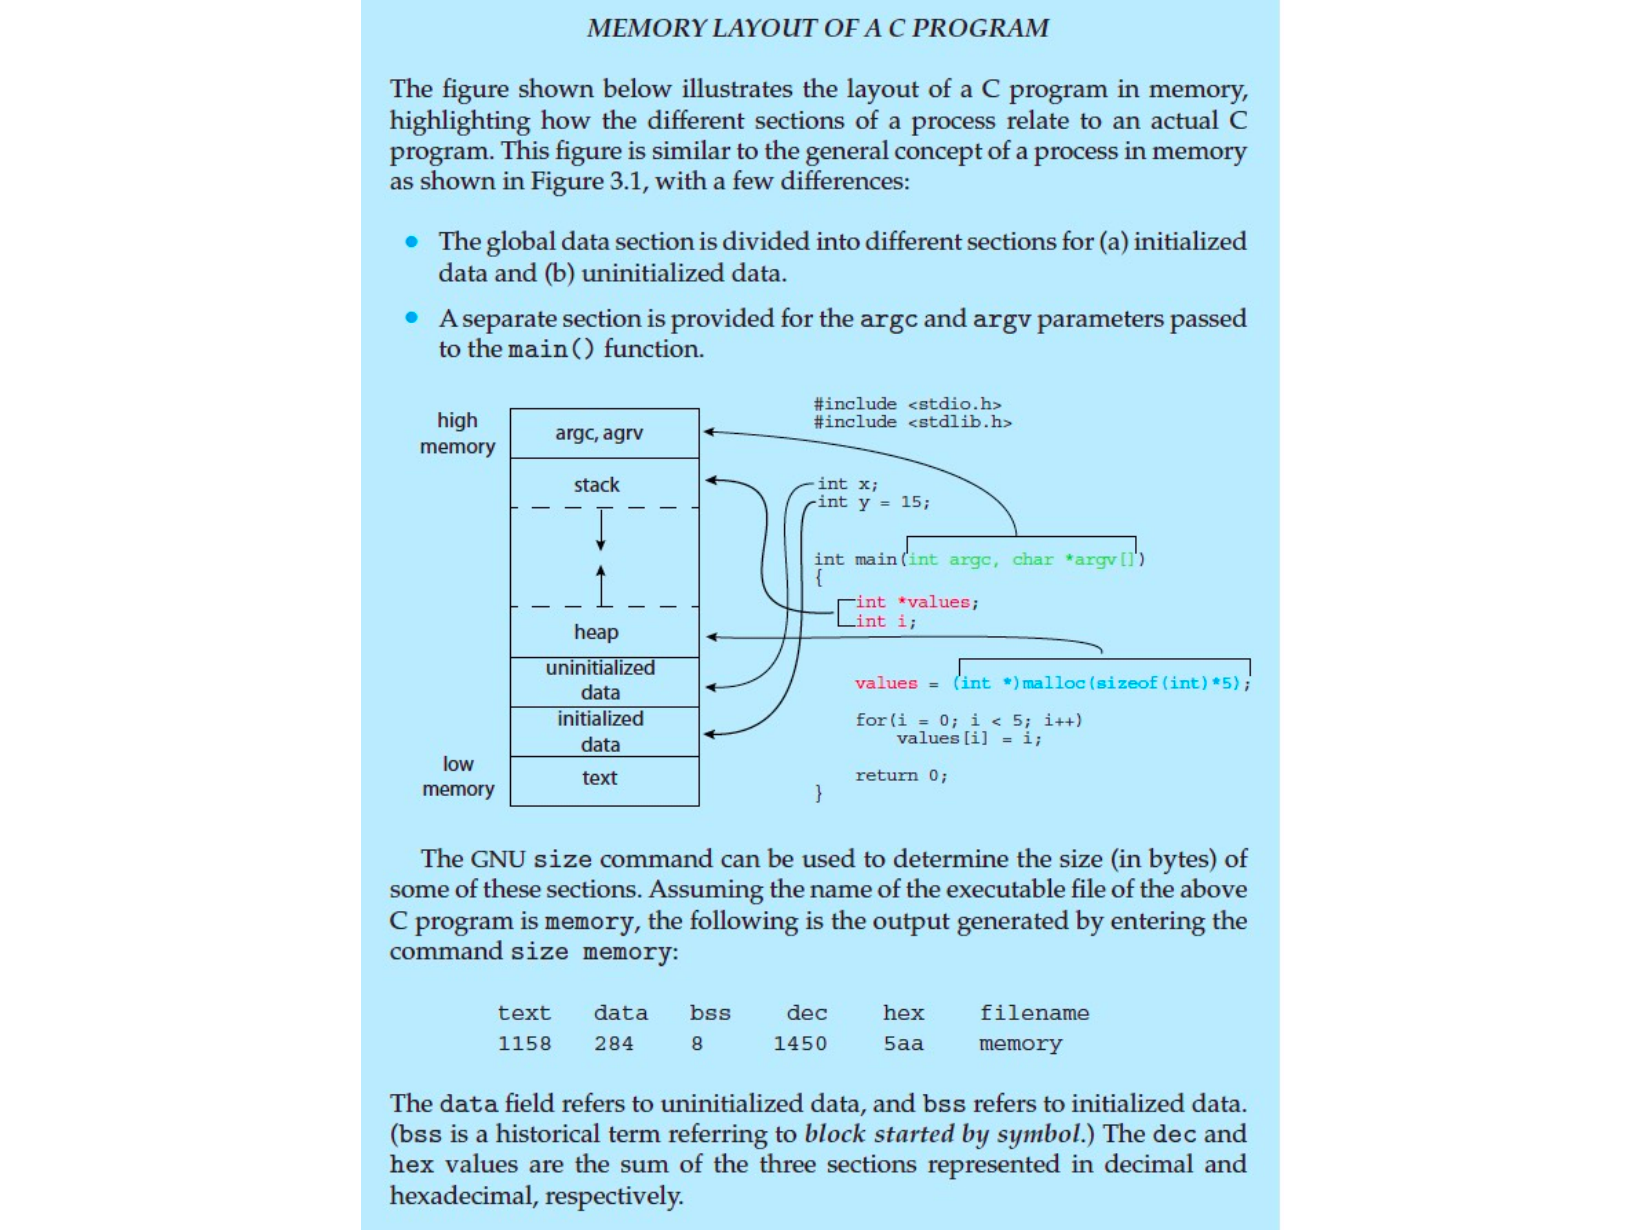 MEMORY LAYOUT OF A C PROGRAM
The figure shown below illustrates the layout of a C program in memory,
highlighting how the different sections of a process relate to an actual C
program. This figure is similar to the general concept of a process in memory
as shown in Figure 3.1, with a few differences:
• The global data section is divided into different sections for (a) initialized
data and (b) uninitialized data.
• A separate section is provided for the argc and argv parameters passed
to the main() function.
high
memory
argc, agrv
stack
heap
uninitialized
data
initialized
data
low
memory
text
#include <stdio.h>
#include <stdlib.h>
int x;
int y = 15;
int main(int argc, char *argv[])
{
int *values;
int i;
values = (int *)malloc(sizeof(int)*5);
for(i = 0; i < 5; i++)
values[i] = i;
return 0;
}
The GNU size command can be used to determine the size (in bytes) of
some of these sections. Assuming the name of the executable file of the above
C program is memory, the following is the output generated by entering the
command size memory:
text data bss dec hex filename
1158 284 8 1450 5aa memory
The data field refers to uninitialized data, and bss refers to initialized data.
(bss is a historical term referring to block started by symbol.) The dec and
hex values are the sum of the three sections represented in decimal and
hexadecimal, respectively.